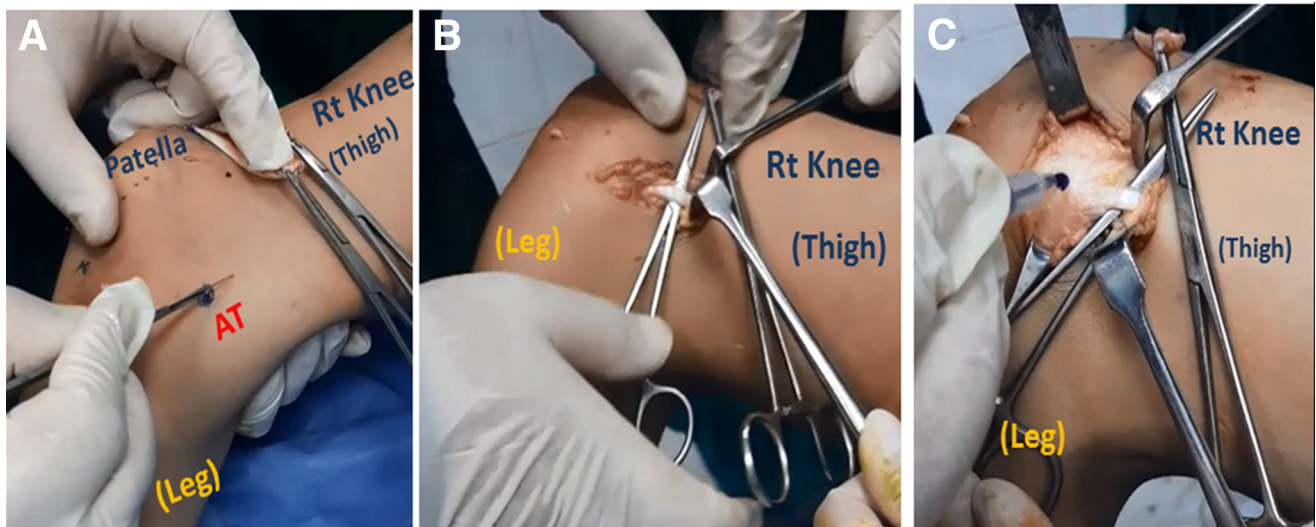 A
Patella
Rt Knee
(Thigh)
AT
(Leg)
B
Rt Knee
(Leg)
(Thigh)
C
Rt Knee
(Thigh)
(Leg)